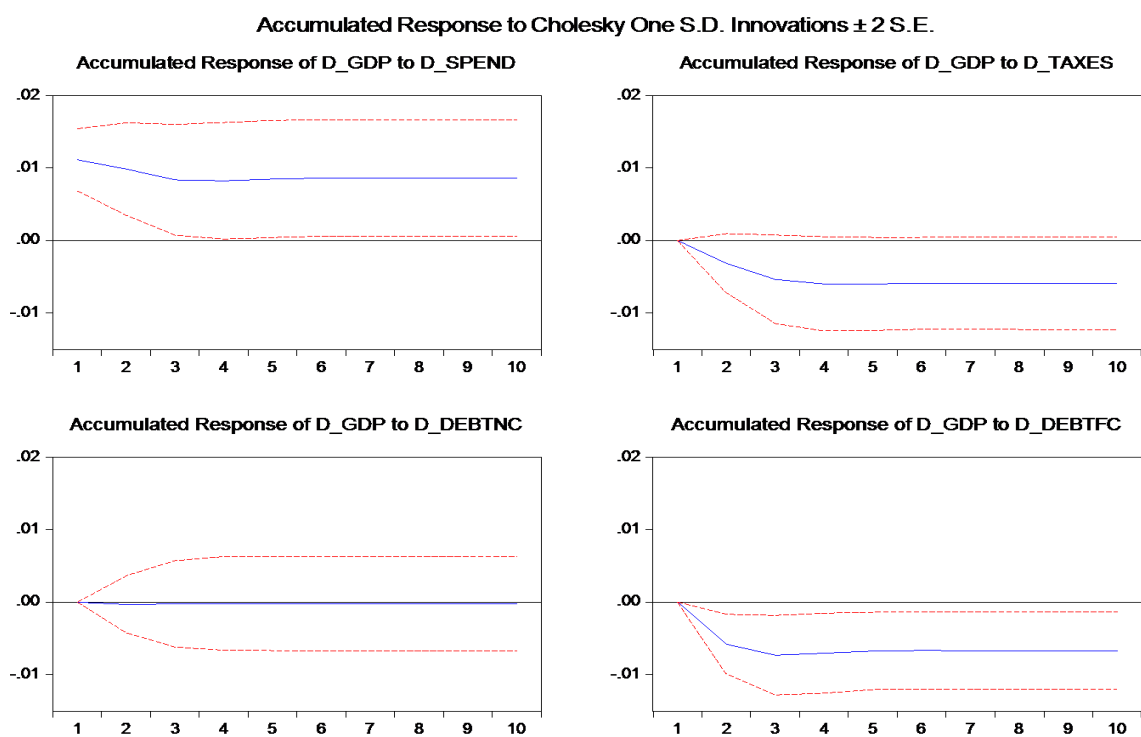 Accumulated Response to Cholesky One S.D. Innovations ± 2 S.E.
Accumulated Response of D_GDP to D_SPEND
.02
.01
.00
-.01
1 2 3 4 5 6 7 8 9 10
Accumulated Response of D_GDP to D_TAXES
.02
.01
.00
-.01
1 2 3 4 5 6 7 8 9 10
Accumulated Response of D_GDP to D_DEBTNC
.02
.01
.00
-.01
1 2 3 4 5 6 7 8 9 10
Accumulated Response of D_GDP to D_DEBTFC
.02
.01
.00
-.01
1 2 3 4 5 6 7 8 9 10